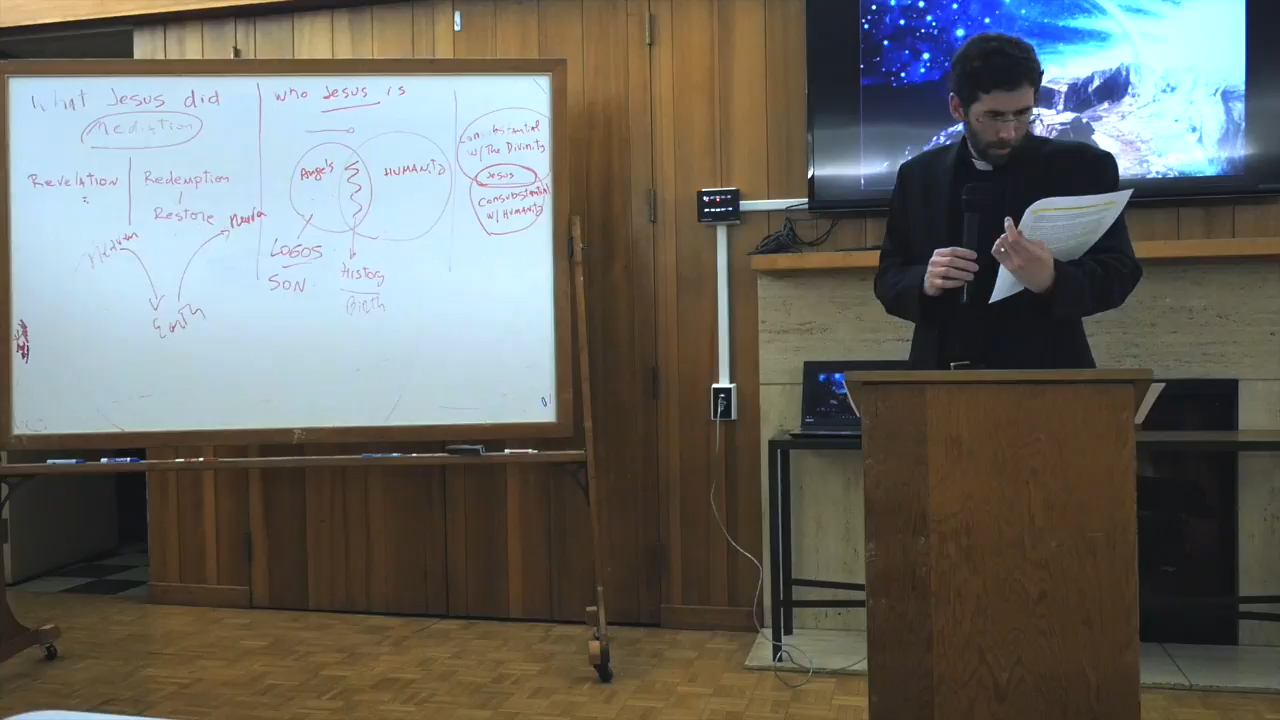 What Jesus did
Mediation
Revelation
Redemption
Restore
Heaven
Heaven
Earth
who Jesus is
Angels
HUMANITY
LOGOS
SON
History
Birth
Consubstantial
w/ The Divinity
Jesus
Consubstantial
w/ HUMANITY